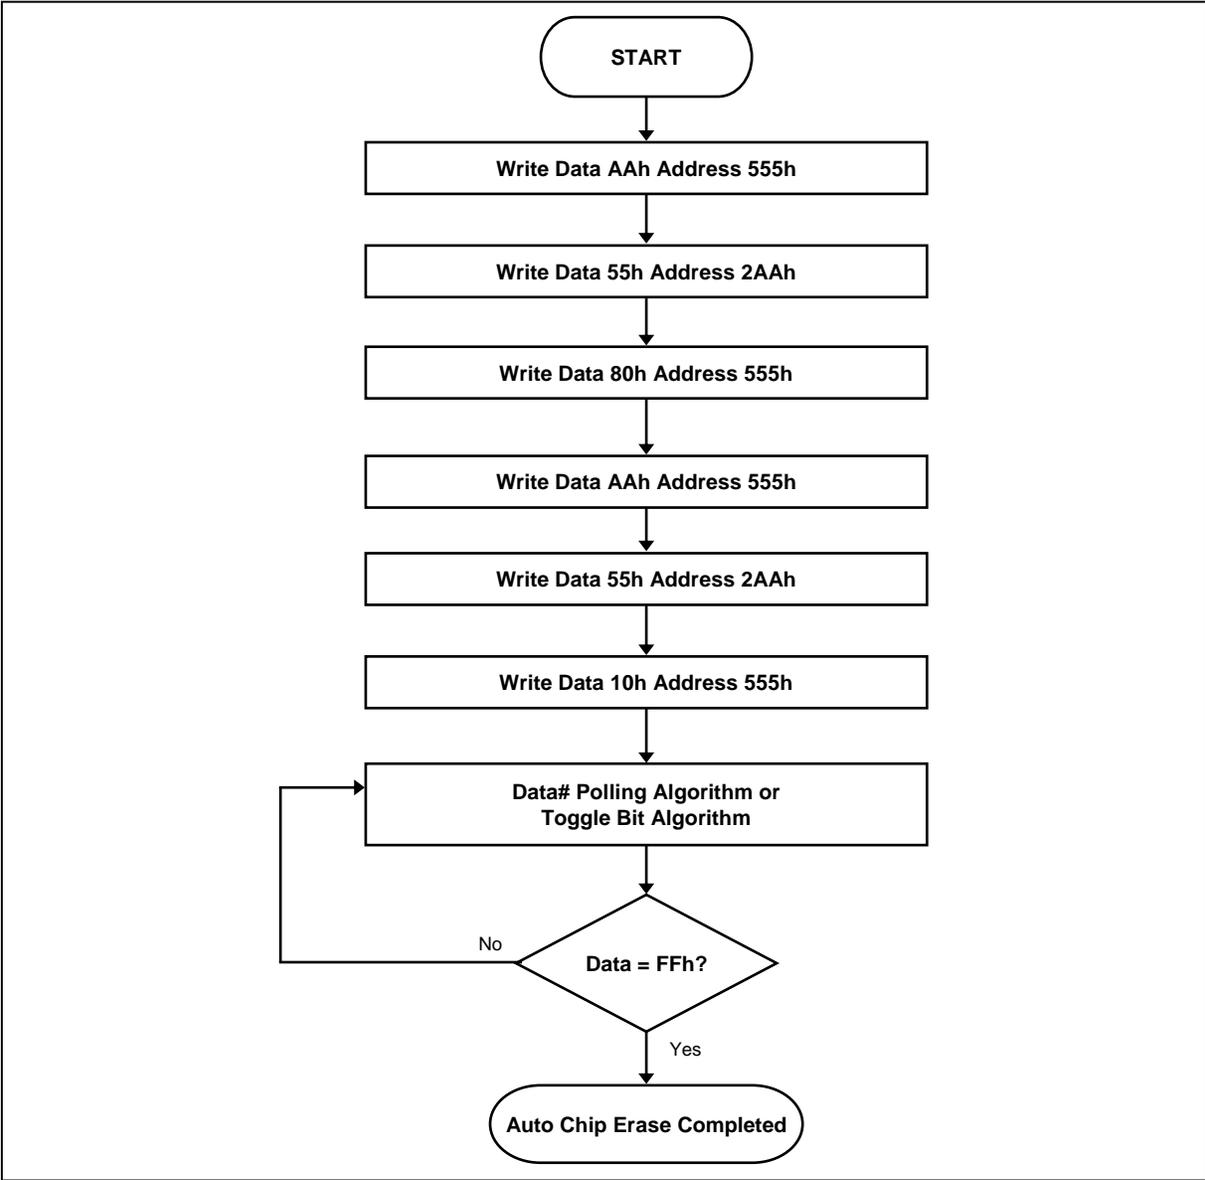 START
Write Data AAh Address 555h
Write Data 55h Address 2AAh
Write Data 80h Address 555h
Write Data AAh Address 555h
Write Data 55h Address 2AAh
Write Data 10h Address 555h
Data# Polling Algorithm or
Toggle Bit Algorithm
No
Data = FFh?
Yes
Auto Chip Erase Completed